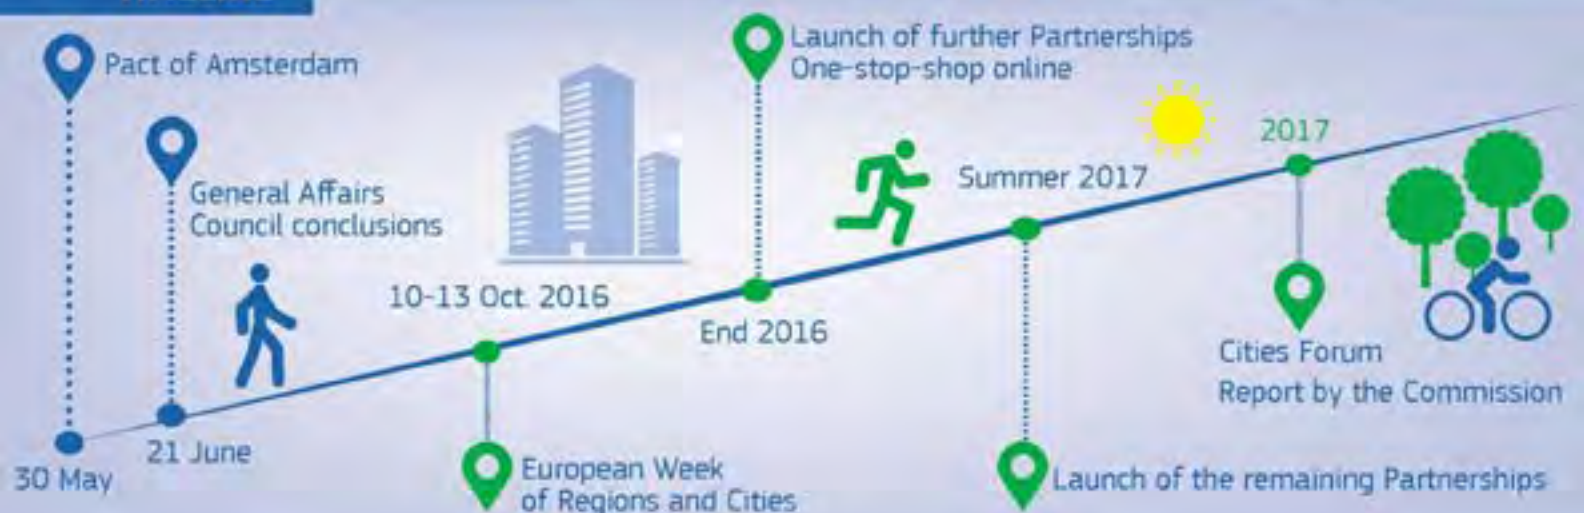 Pact of Amsterdam
Launch of further Partnerships
One-stop-shop online
General Affairs
Council conclusions
2017
Summer 2017
10-13 Oct. 2016
End 2016
Cities Forum
Report by the Commission
21 June
30 May
European Week
of Regions and Cities
Launch of the remaining Partnerships